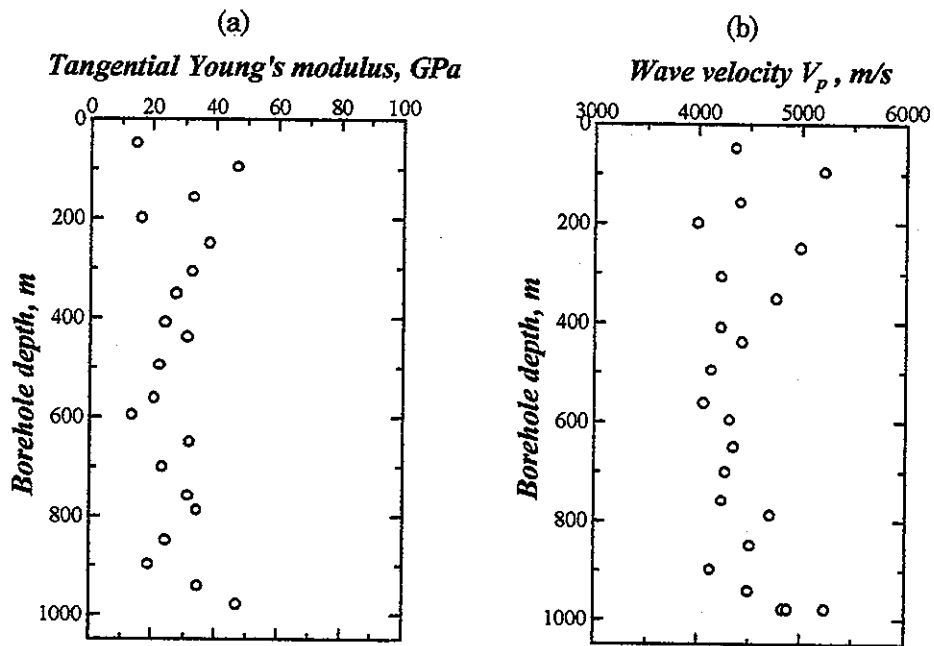 (a)
Tangential Young's modulus, GPa
0 20 40 60 80 100
0
200
400
600
800
1000
Borehole depth, m
(b)
Wave velocity Vp , m/s
3000 4000 5000 6000
0
200
400
600
800
1000
Borehole depth, m